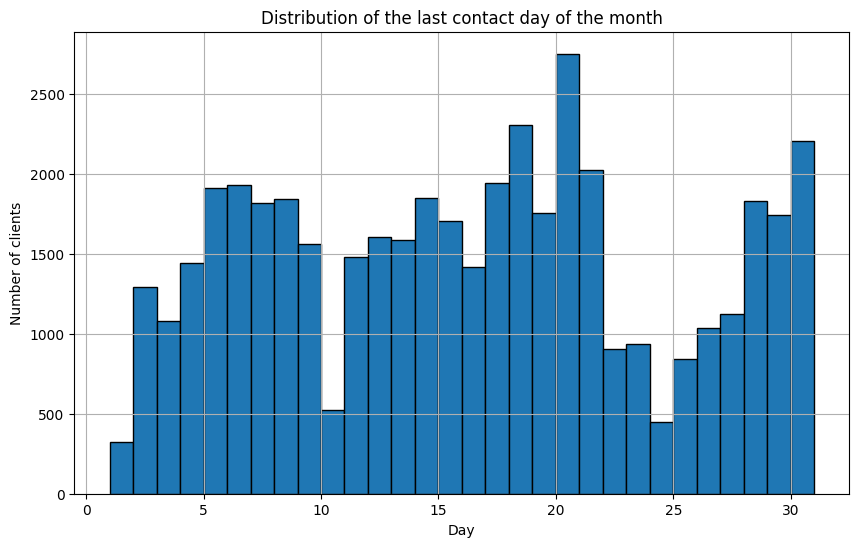 Distribution of the last contact day of the month
Number of clients
2500
2000
1500
1000
500
0
0 5 10 15 20 25 30
Day